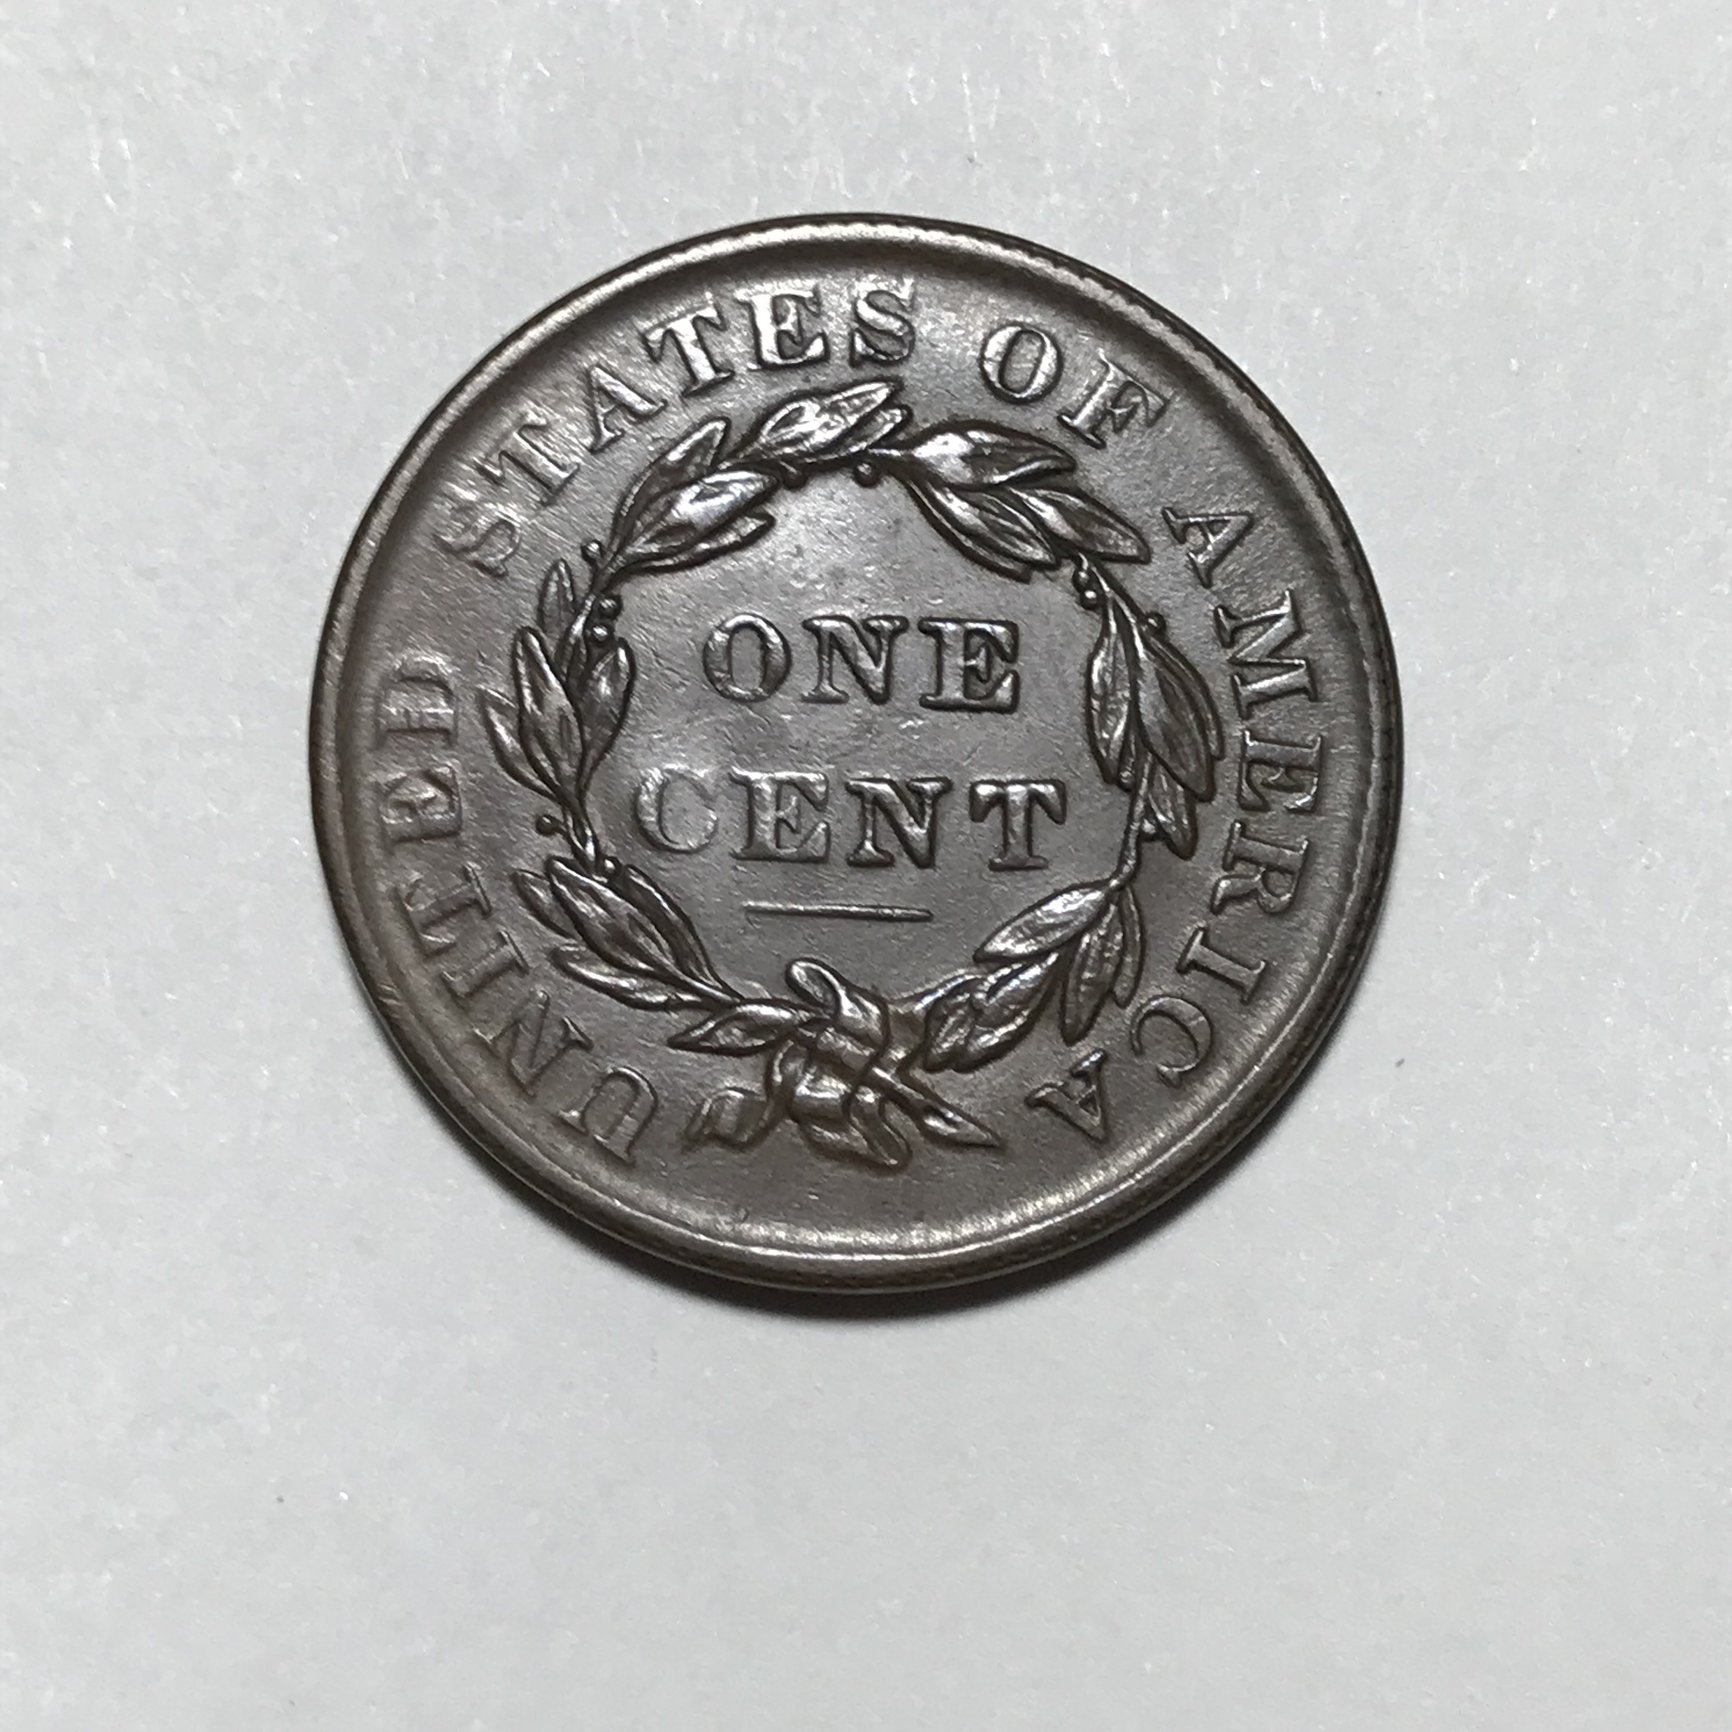 UNITED STATES OF AMERICA
ONE
CENT